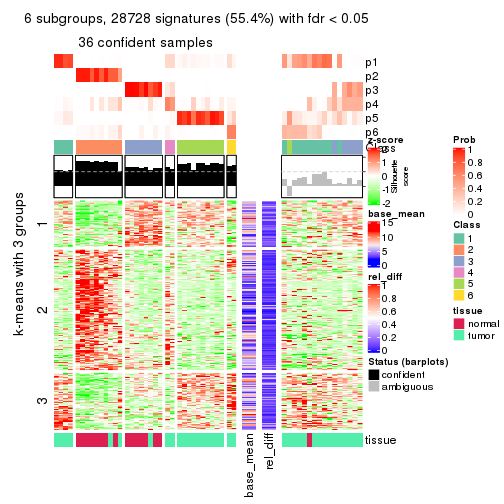 6 subgroups, 28728 signatures (55.4%) with fdr < 0.05
36 confident samples
p1
p2
p3
p4
p5
p6
Class
Silhouette
score
1
2
3
k-means with 3 groups
tissue
base_mean
rel_diff
z-score
2
1
0
-1
-2
base_mean
15
10
5
0
rel_diff
1
0.8
0.6
0.4
0.2
0
Status (barplots)
confident
ambiguous
Prob
1
0.8
0.6
0.4
0.2
0
Class
1
2
3
4
5
6
tissue
normal
tumor